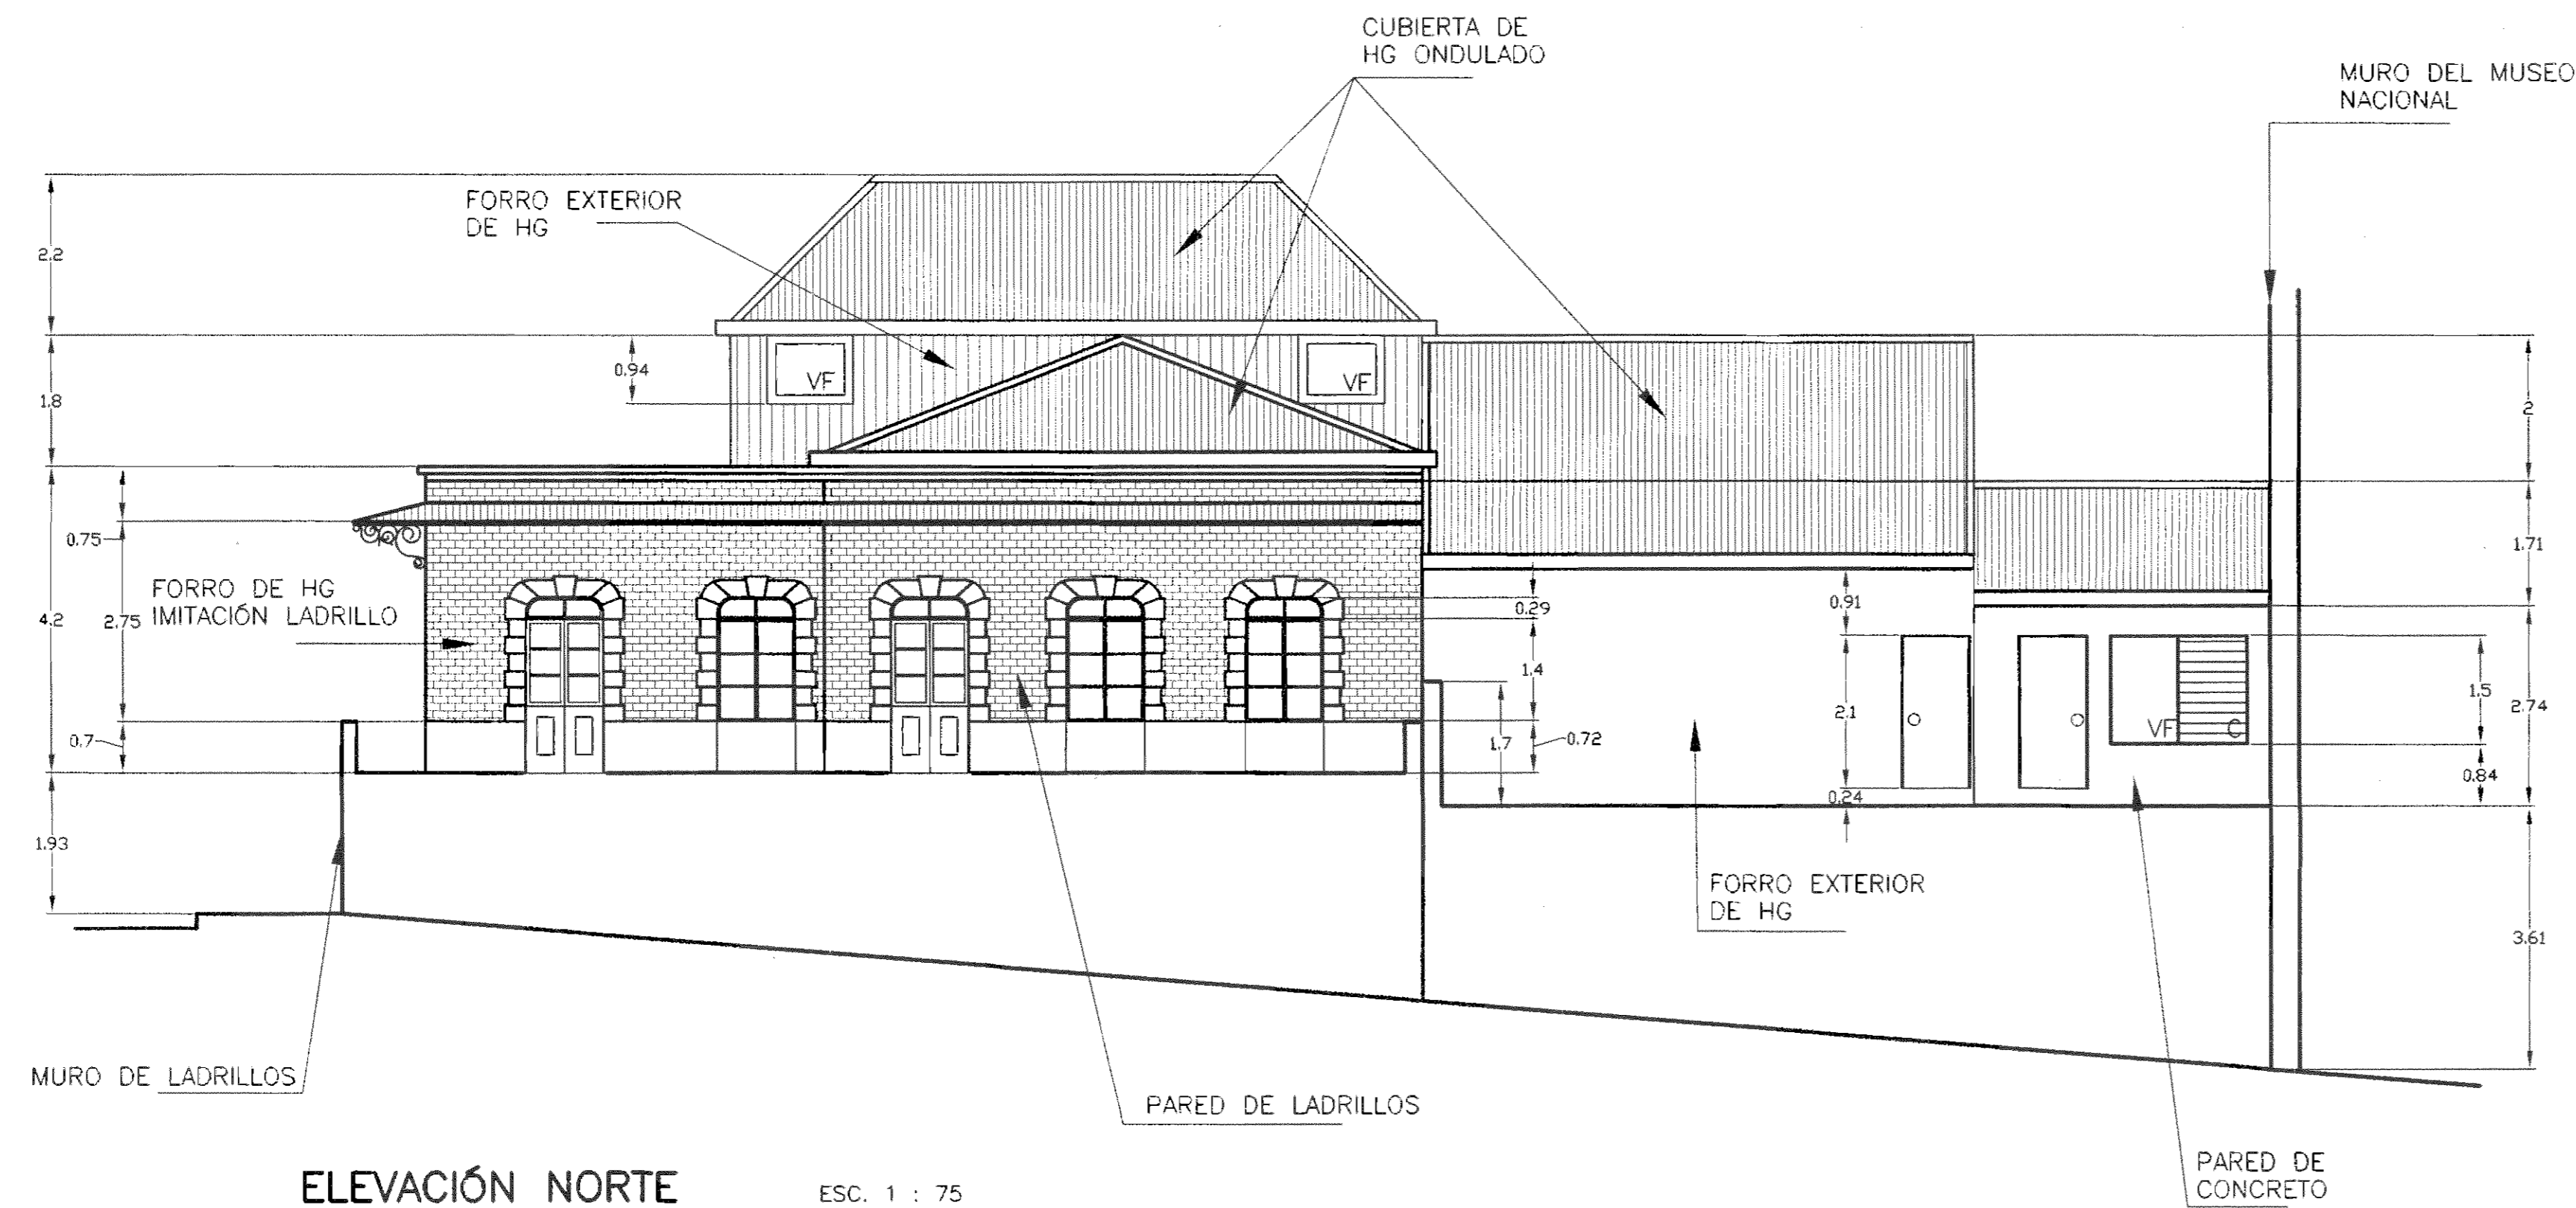 CUBIERTA DE
HG ONDULADO
MURO DEL MUSEO
NACIONAL
FORRO EXTERIOR
DE HG
2.2
0.94
VF
VF
1.8
2
0.75
1.71
FORRO DE HG
IMITACIÓN LADRILLO
4.2
2.75
0.29
0.91
1.4
2.1
1.5
2.74
VF
C
0.7
1.7
0.72
0.84
0.24
1.93
FORRO EXTERIOR
DE HG
3.61
MURO DE LADRILLOS
PARED DE LADRILLOS
PARED DE
CONCRETO
ELEVACIÓN NORTE
ESC. 1 : 75